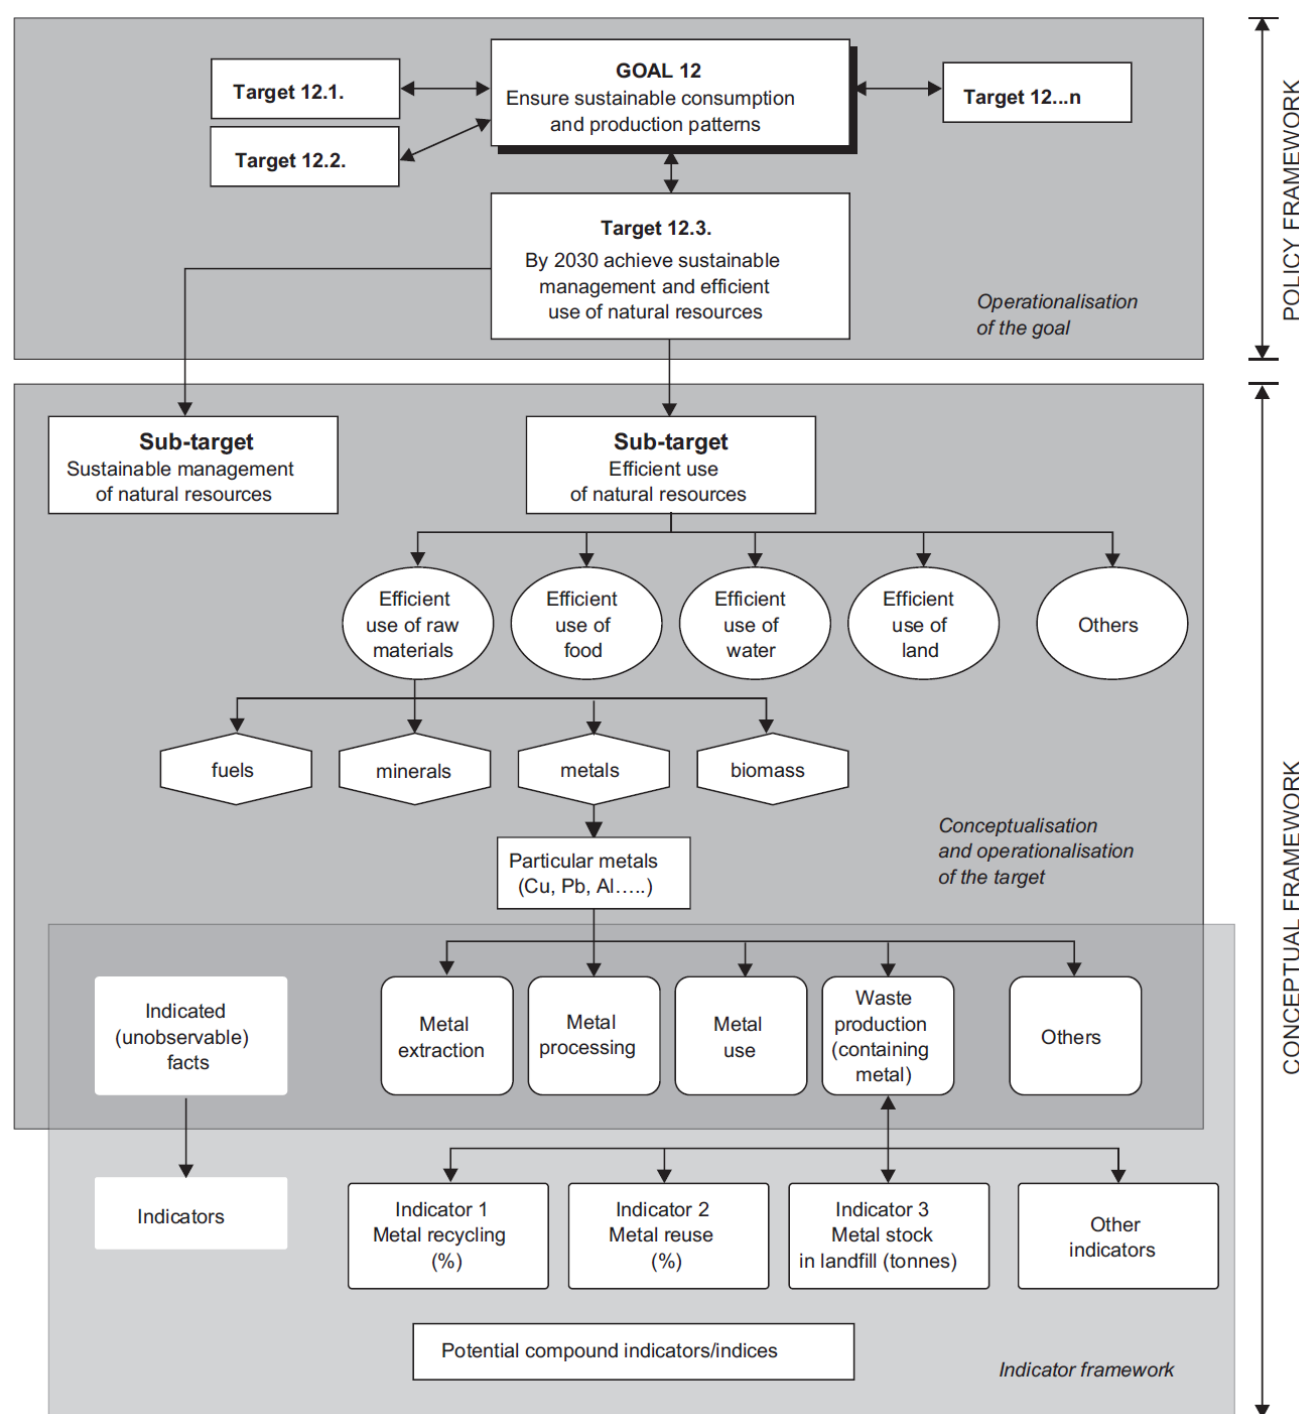 GOAL 12
Ensure sustainable consumption
and production patterns
Target 12.1.
Target 12.2.
Target 12...n
Target 12.3.
By 2030 achieve sustainable
management and efficient
use of natural resources
Operationalisation
of the goal
POLICY FRAMEWORK
Sub-target
Sustainable management
of natural resources
Sub-target
Efficient use
of natural resources
Efficient
use of raw
materials
Efficient
use of
food
Efficient
use of
water
Efficient
use of
land
Others
fuels
minerals
metals
biomass
Particular metals
(Cu, Pb, Al.....)
Conceptualisation
and operationalisation
of the target
CONCEPTUAL FRAMEWORK
Indicated
(unobservable)
facts
Metal
extraction
Metal
processing
Metal
use
Waste
production
(containing
metal)
Others
Indicators
Indicator 1
Metal recycling
(%)
Indicator 2
Metal reuse
(%)
Indicator 3
Metal stock
in landfill (tonnes)
Other
indicators
Potential compound indicators/indices
Indicator framework